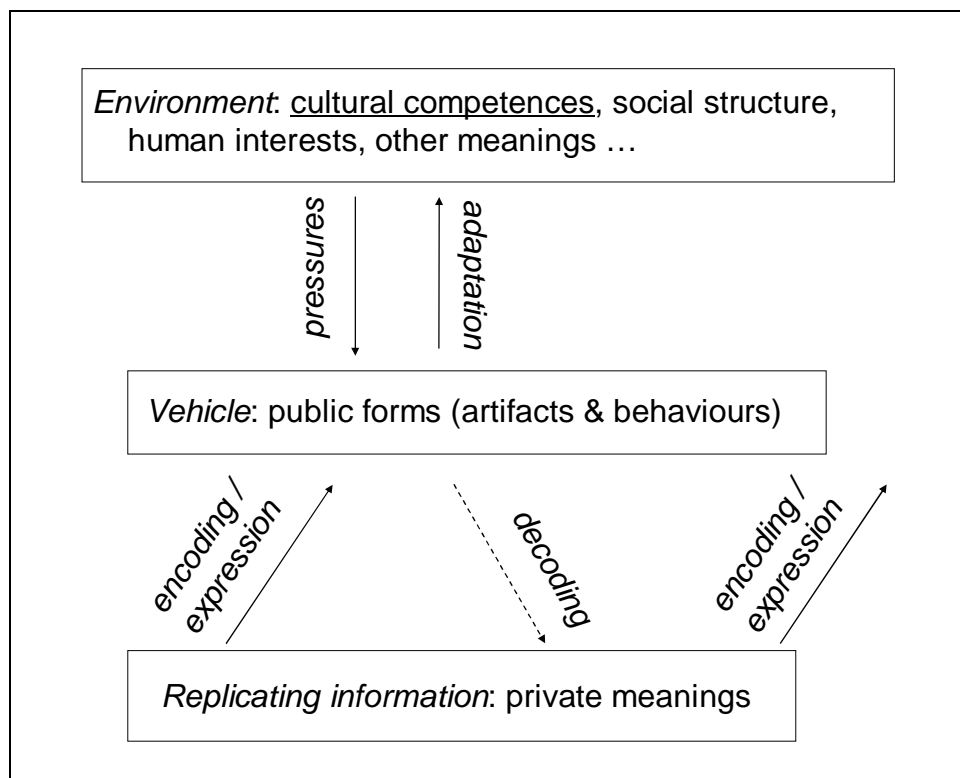 Environment: cultural competences, social structure,
human interests, other meanings …
pressures
adaptation
Vehicle: public forms (artifacts & behaviours)
encoding /
expression
decoding
encoding /
expression
Replicating information: private meanings